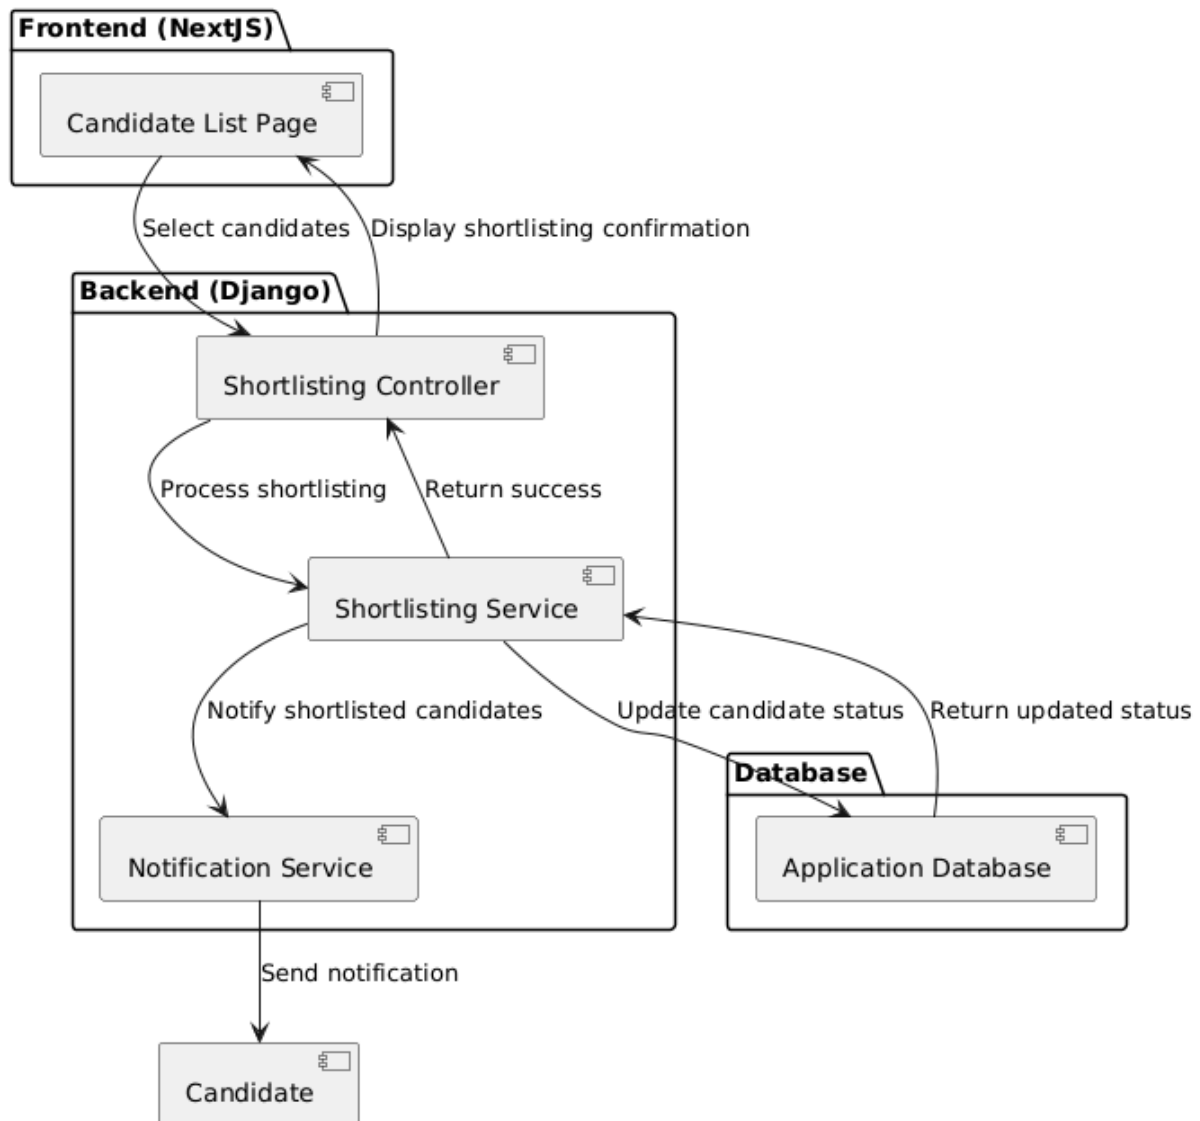 Frontend (NextJS)
Candidate List Page
Select candidates
Display shortlisting confirmation
Backend (Django)
Shortlisting Controller
Process shortlisting
Return success
Shortlisting Service
Notify shortlisted candidates
Update candidate status
Return updated status
Database
Notification Service
Application Database
Send notification
Candidate